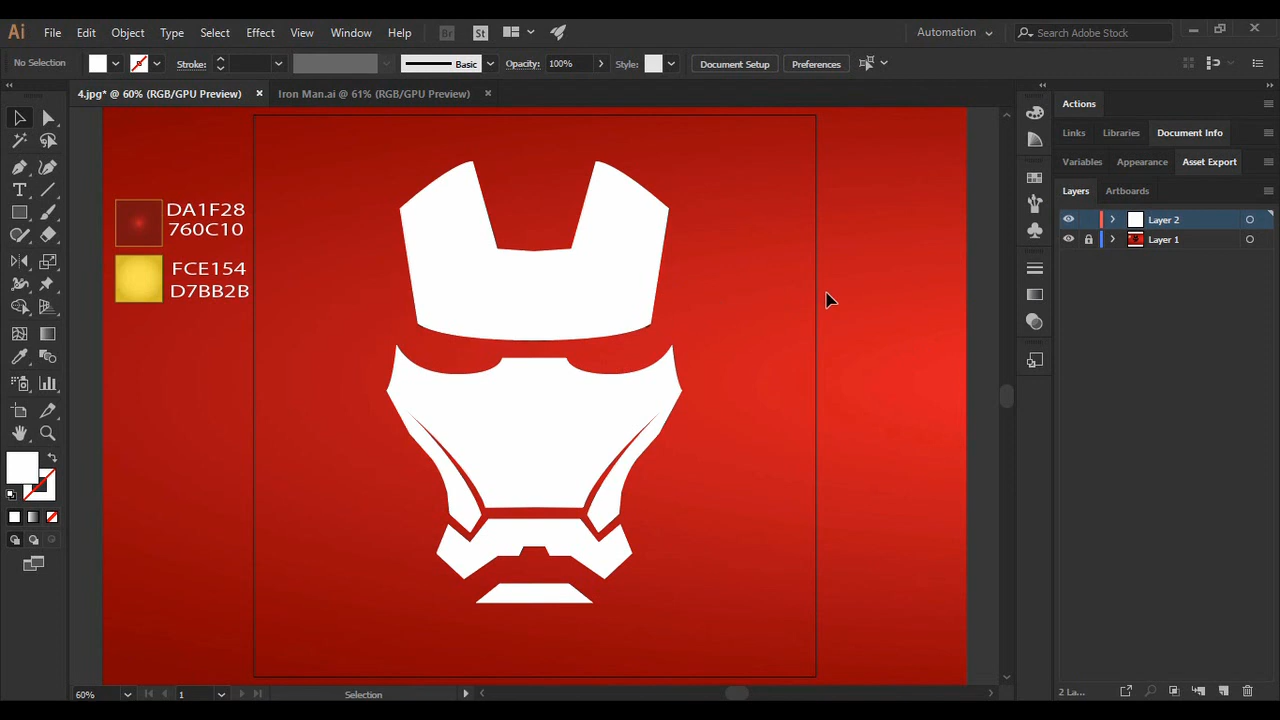 Ai File Edit Object Type Select Effect View Window Help Br St Automation Search Adobe Stock
No Selection Stroke: Basic Opacity: 100% Style: Document Setup Preferences
4.jpg* @ 60% (RGB/GPU Preview) × Iron Man.ai @ 61% (RGB/GPU Preview) ×
Actions
Links Libraries Document Info
Variables Appearance Asset Export
Layers Artboards
Layer 2
Layer 1
DA1F28
760C10
FCE154
D7BB2B
60% 1 Selection 2 La...